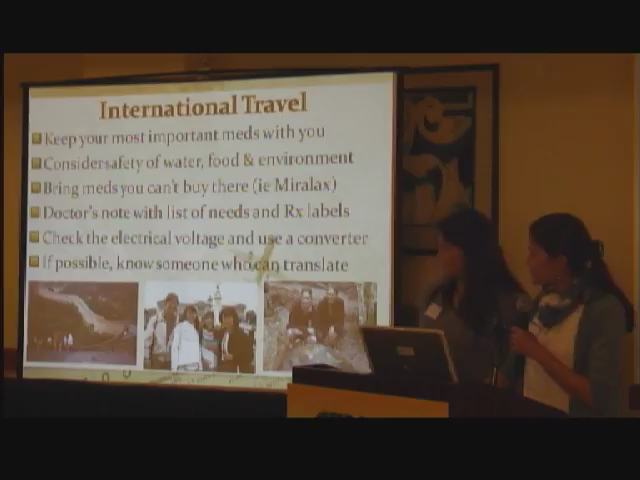 International Travel
Keep your most important meds with you
Considersafety of water, food & environment
Bring meds you can't buy there (ie Miralax)
Doctor's note with list of needs and Rx labels
Check the electrical voltage and use a converter
If possible, know someone who can translate